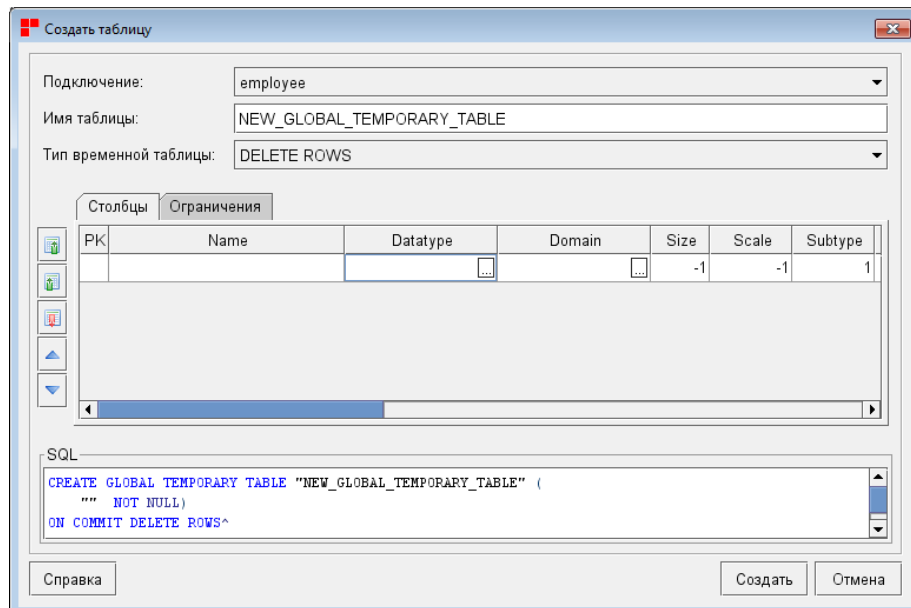 Создать таблицу
Подключение: employee
Имя таблицы: NEW_GLOBAL_TEMPORARY_TABLE
Тип временной таблицы: DELETE ROWS
Столбцы Ограничения
PK Name Datatype Domain Size Scale Subtype
... ... -1 -1 1
SQL
CREATE GLOBAL TEMPORARY TABLE "NEW_GLOBAL_TEMPORARY_TABLE" (
"" NOT NULL)
ON COMMIT DELETE ROWS^
Справка Создать Отмена